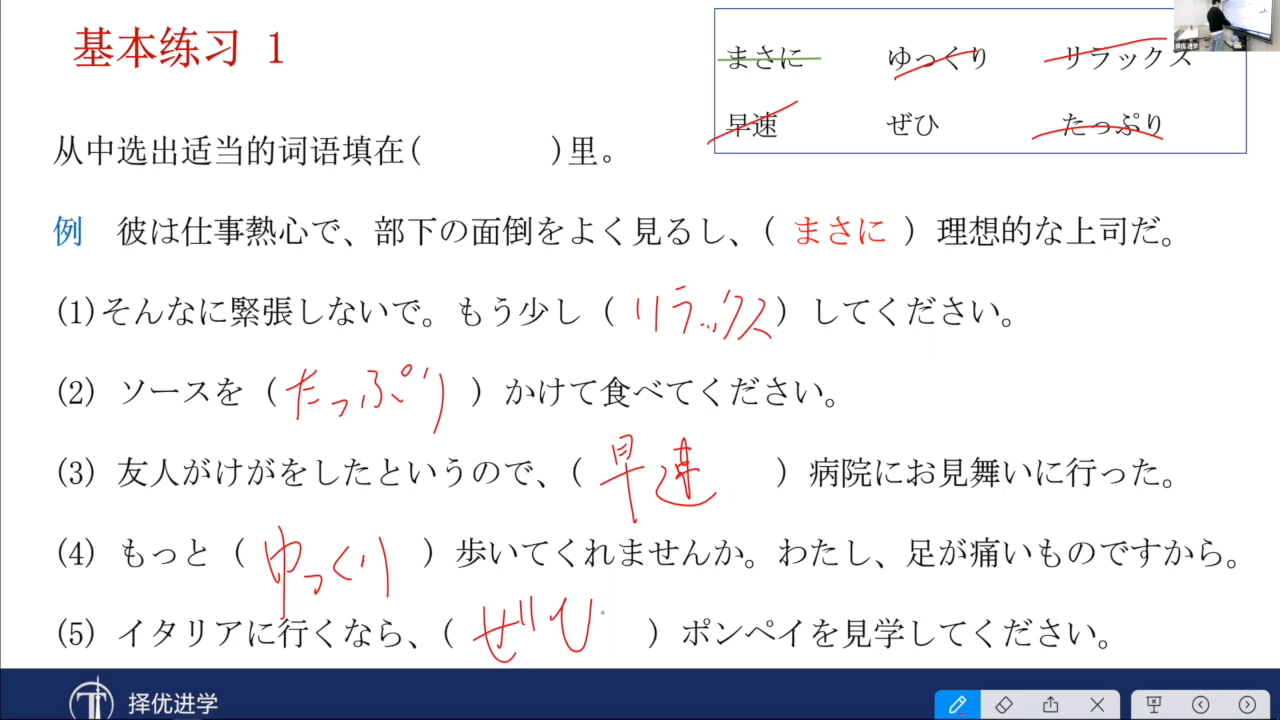 基本练习 1
まさに ゆっくり リラックス
早速 ぜひ たっぷり
从中选出适当的词语填在( )里。
例 彼は仕事熱心で、部下の面倒をよく見るし、( まさに ) 理想的な上司だ。
(1)そんなに緊張しないで。もう少し ( リラックス ) してください。
(2) ソースを ( たっぷり ) かけて食べてください。
(3) 友人がけがをしたというので、( 早速 ) 病院にお見舞いに行った。
(4) もっと ( ゆっくり ) 歩いてくれませんか。わたし、足が痛いものですから。
(5) イタリアに行くなら、( ぜひ ) ポンペイを見学してください。
择优进学
择优 进学